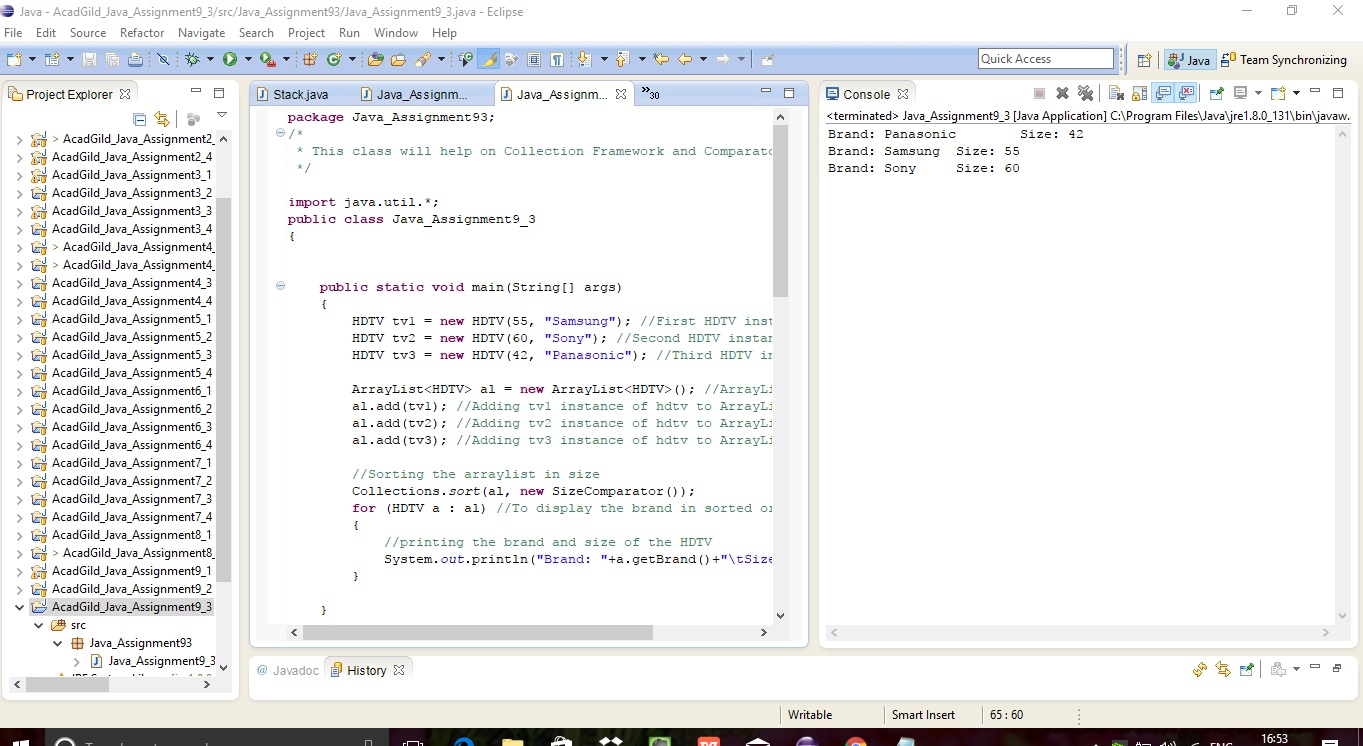 Java - AcadGild_Java_Assignment9_3/src/Java_Assignment93/Java_Assignment9_3.java - Eclipse
File Edit Source Refactor Navigate Search Project Run Window Help
Quick Access
Java
Team Synchronizing
Project Explorer
> AcadGild_Java_Assignment2_
AcadGild_Java_Assignment2_4
AcadGild_Java_Assignment3_1
AcadGild_Java_Assignment3_2
AcadGild_Java_Assignment3_3
AcadGild_Java_Assignment3_4
> AcadGild_Java_Assignment4_
> AcadGild_Java_Assignment4_
AcadGild_Java_Assignment4_3
AcadGild_Java_Assignment4_4
AcadGild_Java_Assignment5_1
AcadGild_Java_Assignment5_2
AcadGild_Java_Assignment5_3
AcadGild_Java_Assignment5_4
AcadGild_Java_Assignment6_1
AcadGild_Java_Assignment6_2
AcadGild_Java_Assignment6_3
AcadGild_Java_Assignment6_4
AcadGild_Java_Assignment7_1
AcadGild_Java_Assignment7_2
AcadGild_Java_Assignment7_3
AcadGild_Java_Assignment7_4
AcadGild_Java_Assignment8_1
> AcadGild_Java_Assignment8_
AcadGild_Java_Assignment9_1
AcadGild_Java_Assignment9_2
AcadGild_Java_Assignment9_3
src
Java_Assignment93
Java_Assignment9_3
Stack.java Java_Assignm... Java_Assignm... »30
package Java_Assignment93;
/*
* This class will help on Collection Framework and Comparato
*/
import java.util.*;
public class Java_Assignment9_3
{
public static void main(String[] args)
{
HDTV tv1 = new HDTV(55, "Samsung"); //First HDTV inst
HDTV tv2 = new HDTV(60, "Sony"); //Second HDTV instan
HDTV tv3 = new HDTV(42, "Panasonic"); //Third HDTV in
ArrayList<HDTV> al = new ArrayList<HDTV>(); //ArrayLi
al.add(tv1); //Adding tv1 instance of hdtv to ArrayLi
al.add(tv2); //Adding tv2 instance of hdtv to ArrayLi
al.add(tv3); //Adding tv3 instance of hdtv to ArrayLi
//Sorting the arraylist in size
Collections.sort(al, new SizeComparator());
for (HDTV a : al) //To display the brand in sorted or
{
//printing the brand and size of the HDTV
System.out.println("Brand: "+a.getBrand()+"\tSize
}
}
Console
<terminated> Java_Assignment9_3 [Java Application] C:\Program Files\Java\jre1.8.0_131\bin\javaw.
Brand: Panasonic Size: 42
Brand: Samsung Size: 55
Brand: Sony Size: 60
@ Javadoc History
Writable Smart Insert 65 : 60
ENG 16:53